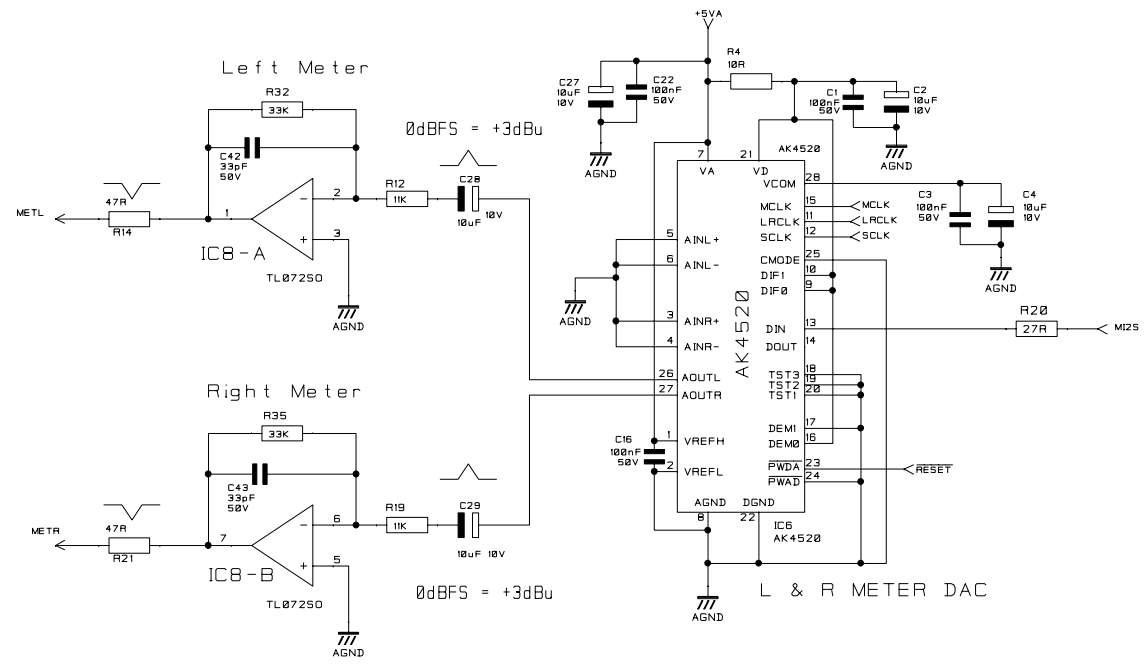 +5VA
R4
10R
C27
10uF
10V
C22
100nF
50V
C1
100nF
50V
C2
10uF
10V
AGND
AGND
Left Meter
R32
33K
C42
33pF
50V
0dBFS = +3dBu
C28
10uF 10V
R12
11K
47R
METL
R14
1
2
3
IC8-A
TL072SO
AGND
7
VA
21
VD
AK4520
VCOM
28
C3
100nF
50V
C4
10uF
10V
AGND
MCLK
15
MCLK
LRCLK
11
LRCLK
SCLK
12
SCLK
CMODE
25
DIF1
10
DIF0
9
5
AINL+
6
AINL-
3
AINR+
4
AINR-
AGND
AK4520
DIN
13
R20
27R
MI2S
DOUT
14
26
AOUTL
27
AOUTR
TST3
18
TST2
19
TST1
20
DEM1
17
DEM0
16
C16
100nF
50V
1
VREFH
2
VREFL
PWDA
23
RESET
PWAD
24
AGND
8
DGND
22
IC6
AK4520
AGND
L & R METER DAC
Right Meter
R35
33K
C43
33pF
50V
C29
10uF 10V
R19
11K
47R
METR
R21
7
6
5
IC8-B
TL072SO
0dBFS = +3dBu
AGND